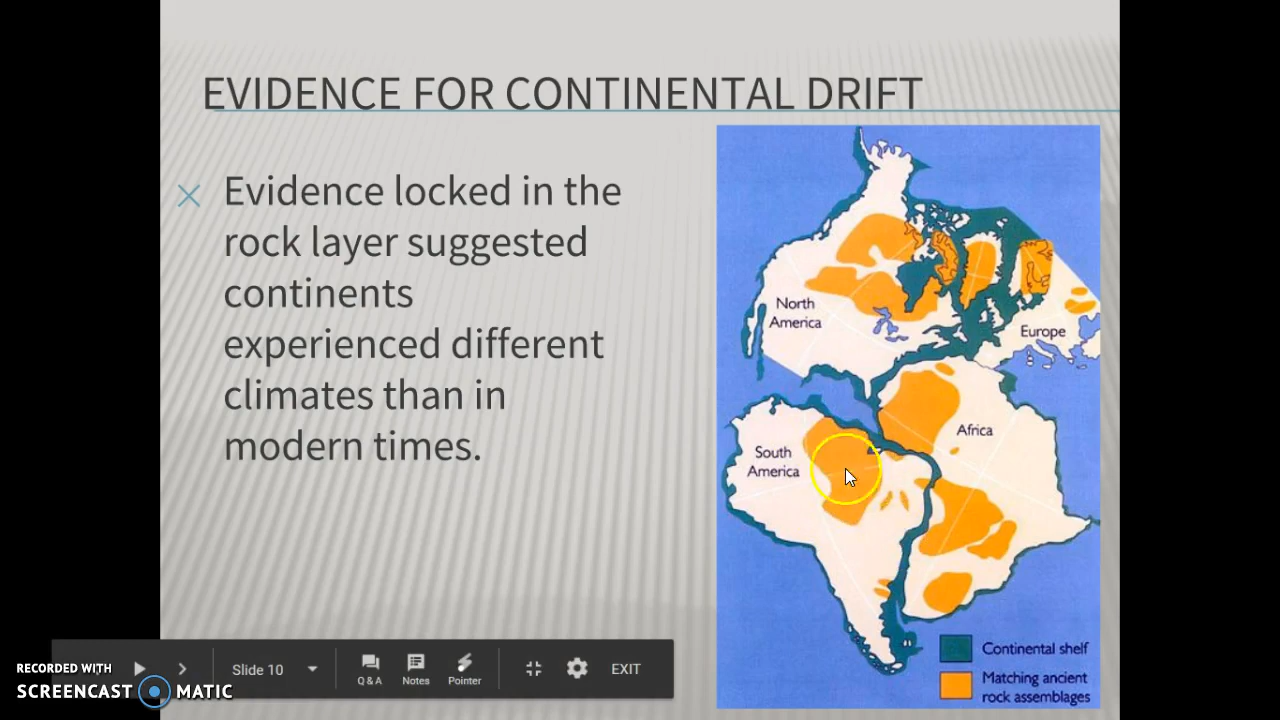 EVIDENCE FOR CONTINENTAL DRIFT
Evidence locked in the
rock layer suggested
continents
experienced different
climates than in
modern times.
North
America
Europe
Africa
South
America
Continental shelf
Matching ancient
rock assemblages
Slide 10
Q & A
Notes
Pointer
EXIT
RECORDED WITH
SCREENCAST MATIC